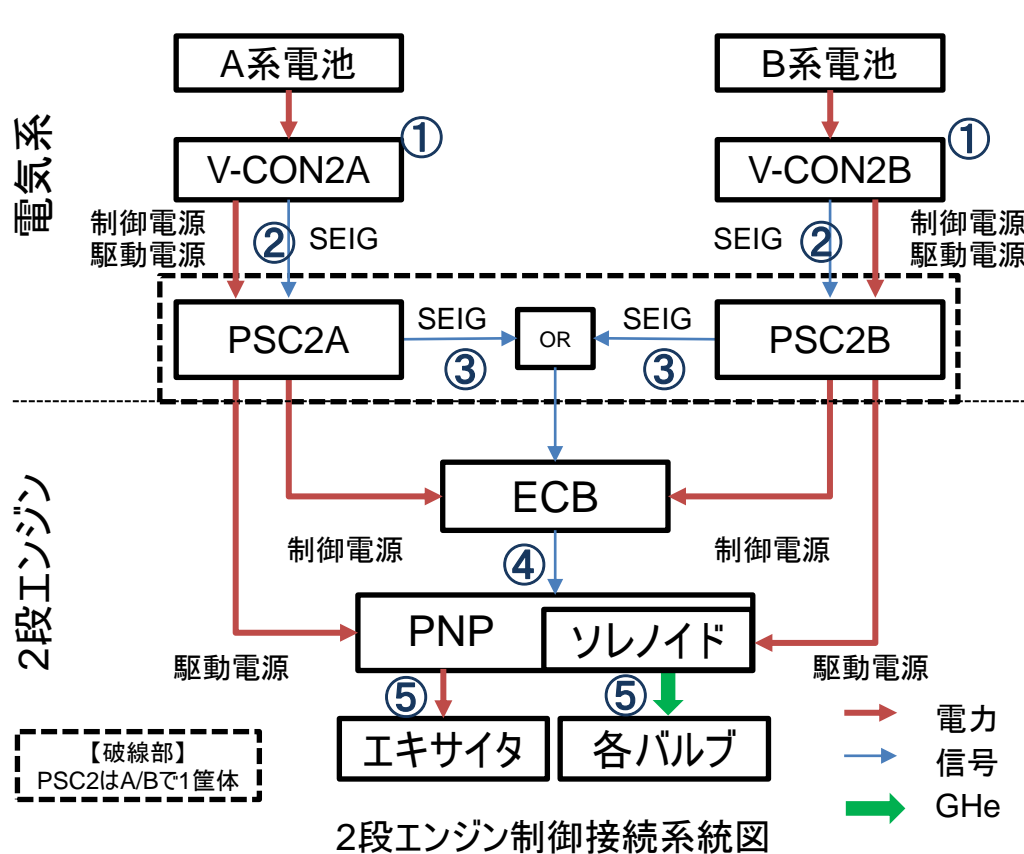 電気系
A系電池
B系電池
①
①
V-CON2A
V-CON2B
制御電源
駆動電源
②
SEIG
SEIG
②
制御電源
駆動電源
PSC2A
SEIG
③
OR
SEIG
③
PSC2B
2段エンジン
ECB
制御電源
④
制御電源
PNP
ソレノイド
駆動電源
⑤
⑤
駆動電源
エキサイタ
各バルブ
電力
信号
GHe
【破線部】
PSC2はA/Bで1筐体
2段エンジン制御接続系統図